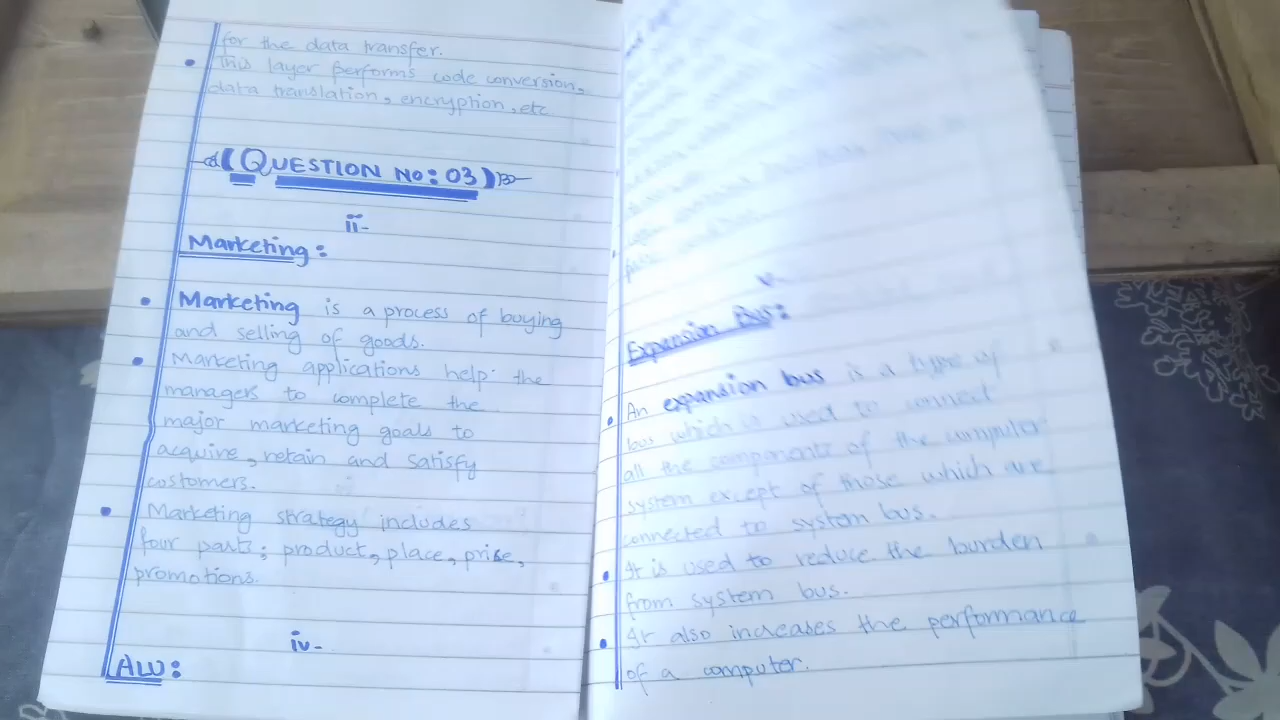 for the data transfer.
• This layer performs code conversion,
data translation, encryption, etc
(QUESTION NO: 03)
ii-
Marketing:
• Marketing is a process of buying
and selling of goods.
• Marketing applications help the
managers to complete the
major marketing goals to
acquire, retain and satisfy
costomers.
• Marketing strategy includes
four parts; product, place, price,
promotions.
iv-
ALU:
v-
Expansion Bus:
• An expansion bus is a type of
bus which is used to connect
all the components of the computer
system except of those which are
connected to system bus.
• It is used to reduce the burden
from system bus.
• It also increases the performance
of a computer.